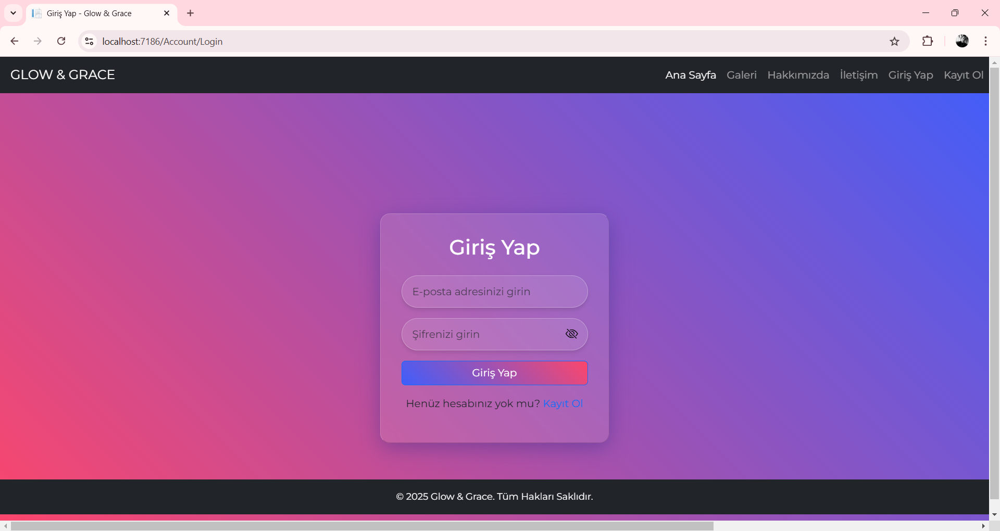 Giriş Yap - Glow & Grace
localhost:7186/Account/Login
GLOW & GRACE
Ana Sayfa Galeri Hakkımızda İletişim Giriş Yap Kayıt Ol
Giriş Yap
E-posta adresinizi girin
Şifrenizi girin
Giriş Yap
Henüz hesabınız yok mu? Kayıt Ol
© 2025 Glow & Grace. Tüm Hakları Saklıdır.